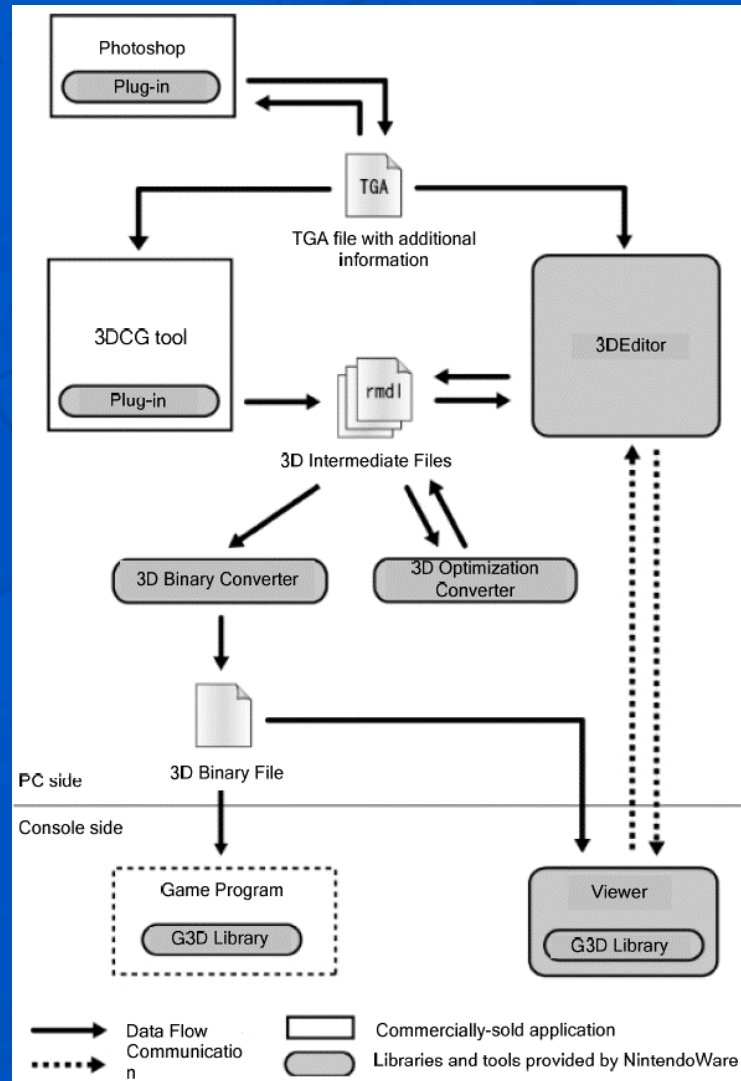 Photoshop
Plug-in
TGA
TGA file with additional
information
3DCG tool
Plug-in
rmdl
3DEditor
3D Intermediate Files
3D Binary Converter
3D Optimization
Converter
3D Binary File
PC side
Console side
Game Program
G3D Library
Viewer
G3D Library
Data Flow
Commercially-sold application
Communicatio
n
Libraries and tools provided by NintendoWare